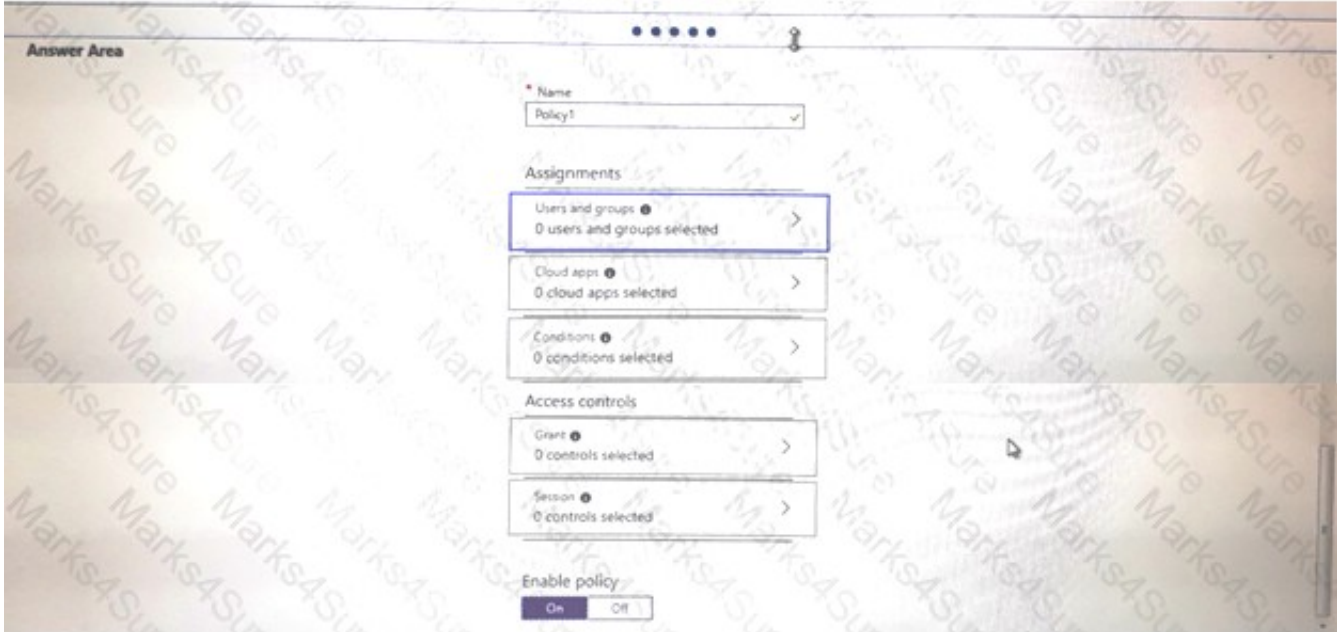 Answer Area
* Name
Policy1
Assignments
Users and groups
0 users and groups selected
Cloud apps
0 cloud apps selected
Conditions
0 conditions selected
Access controls
Grant
0 controls selected
Session
0 controls selected
Enable policy
On Off
Marks4Sure